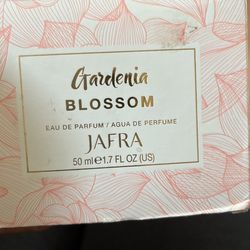 Gardenia
BLOSSOM
EAU DE PARFUM / AGUA DE PERFUME
JAFRA
50 ml e 1.7 FL OZ (US)